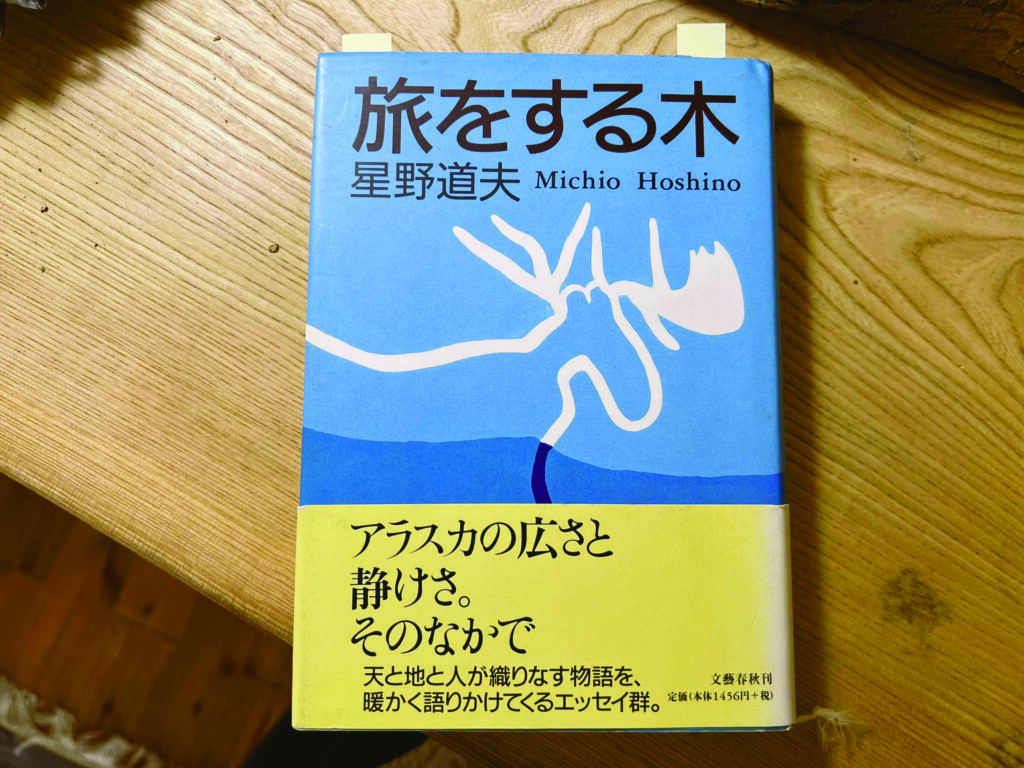 旅をする木
星野道夫 Michio Hoshino
アラスカの広さと
静けさ。
そのなかで
天と地と人が織りなす物語を、
暖かく語りかけてくるエッセイ群。
文藝春秋刊
定価(本体1456円+税)